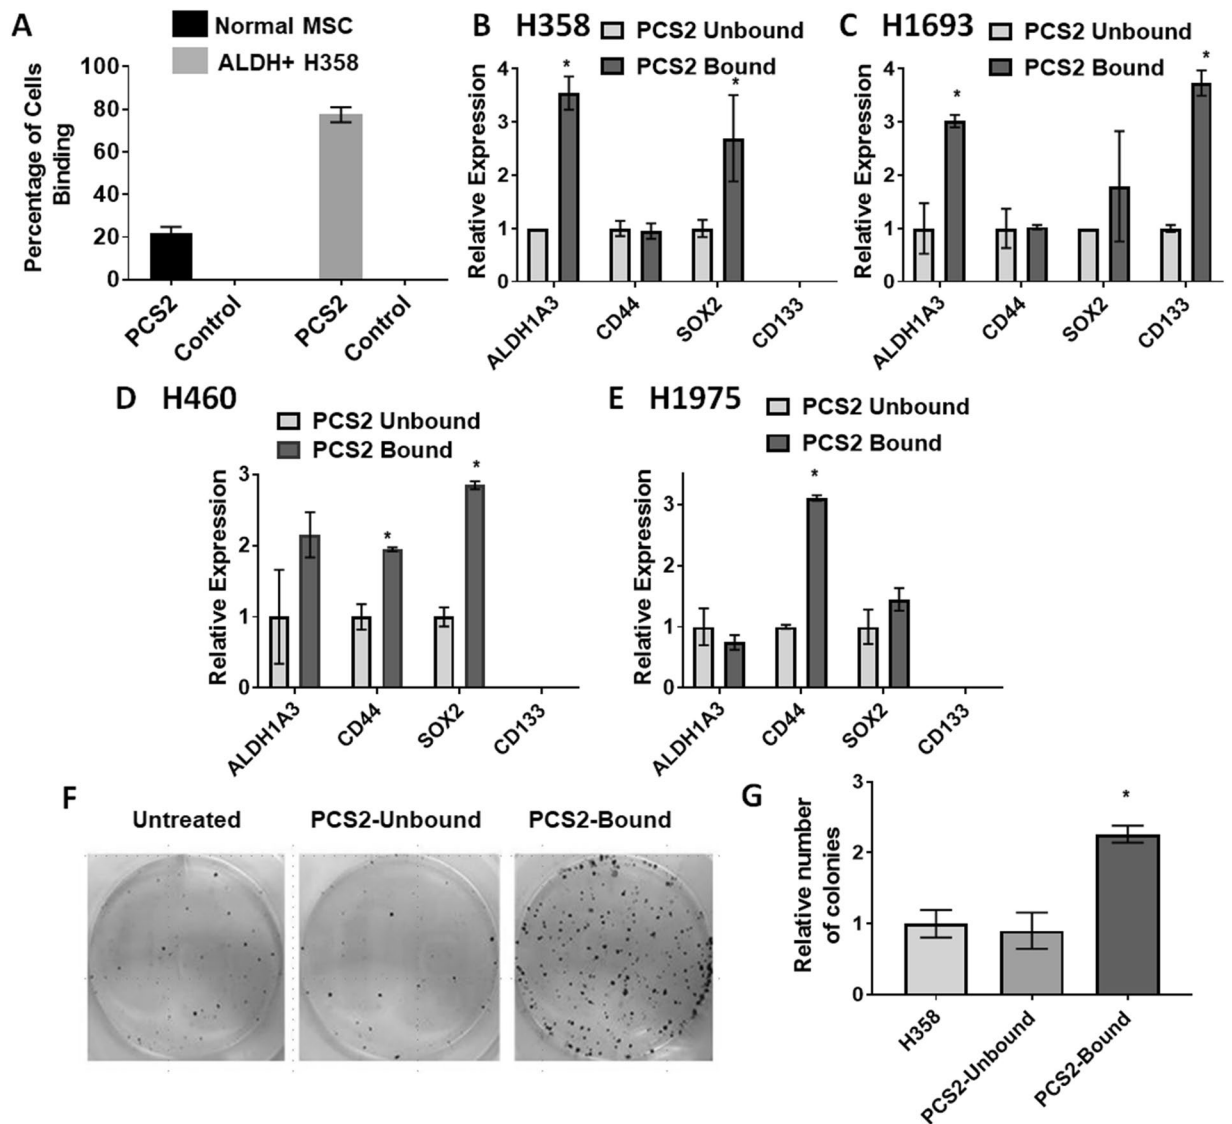 A
Normal MSC
ALDH+ H358
Percentage of Cells
Binding
100
80
60
40
20
0
PCS2
Control
PCS2
Control
B H358
PCS2 Unbound
PCS2 Bound
Relative Expression
4
3
2
1
0
*
*
ALDH1A3
CD44
SOX2
CD133
C H1693
PCS2 Unbound
PCS2 Bound
Relative Expression
4
3
2
1
0
*
*
ALDH1A3
CD44
SOX2
CD133
D H460
PCS2 Unbound
PCS2 Bound
Relative Expression
3
2
1
0
*
*
ALDH1A3
CD44
SOX2
CD133
E H1975
PCS2 Unbound
PCS2 Bound
Relative Expression
3
2
1
0
*
ALDH1A3
CD44
SOX2
CD133
F
Untreated
PCS2-Unbound
PCS2-Bound
G
Relative number
of colonies
3
2
1
0
*
H358
PCS2-Unbound
PCS2-Bound